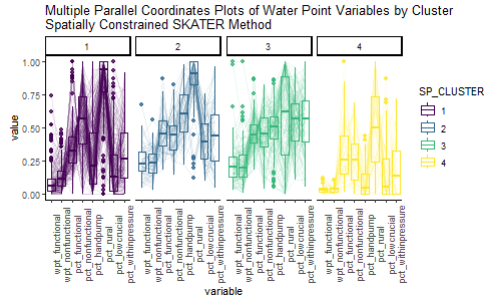 Multiple Parallel Coordinates Plots of Water Point Variables by Cluster
Spatially Constrained SKATER Method
1
2
3
4
1.00
0.75
0.50
0.25
0.00
value
wpt_functional
wpt_nonfunctional
pct_functional
pct_nonfunctional
pct_handpump
pct_rural
pct_lowcrucial
pct_withinpressure
wpt_functional
wpt_nonfunctional
pct_functional
pct_nonfunctional
pct_handpump
pct_rural
pct_lowcrucial
pct_withinpressure
wpt_functional
wpt_nonfunctional
pct_functional
pct_nonfunctional
pct_handpump
pct_rural
pct_lowcrucial
pct_withinpressure
wpt_functional
wpt_nonfunctional
pct_functional
pct_nonfunctional
pct_handpump
pct_rural
pct_lowcrucial
pct_withinpressure
variable
SP_CLUSTER
1
2
3
4